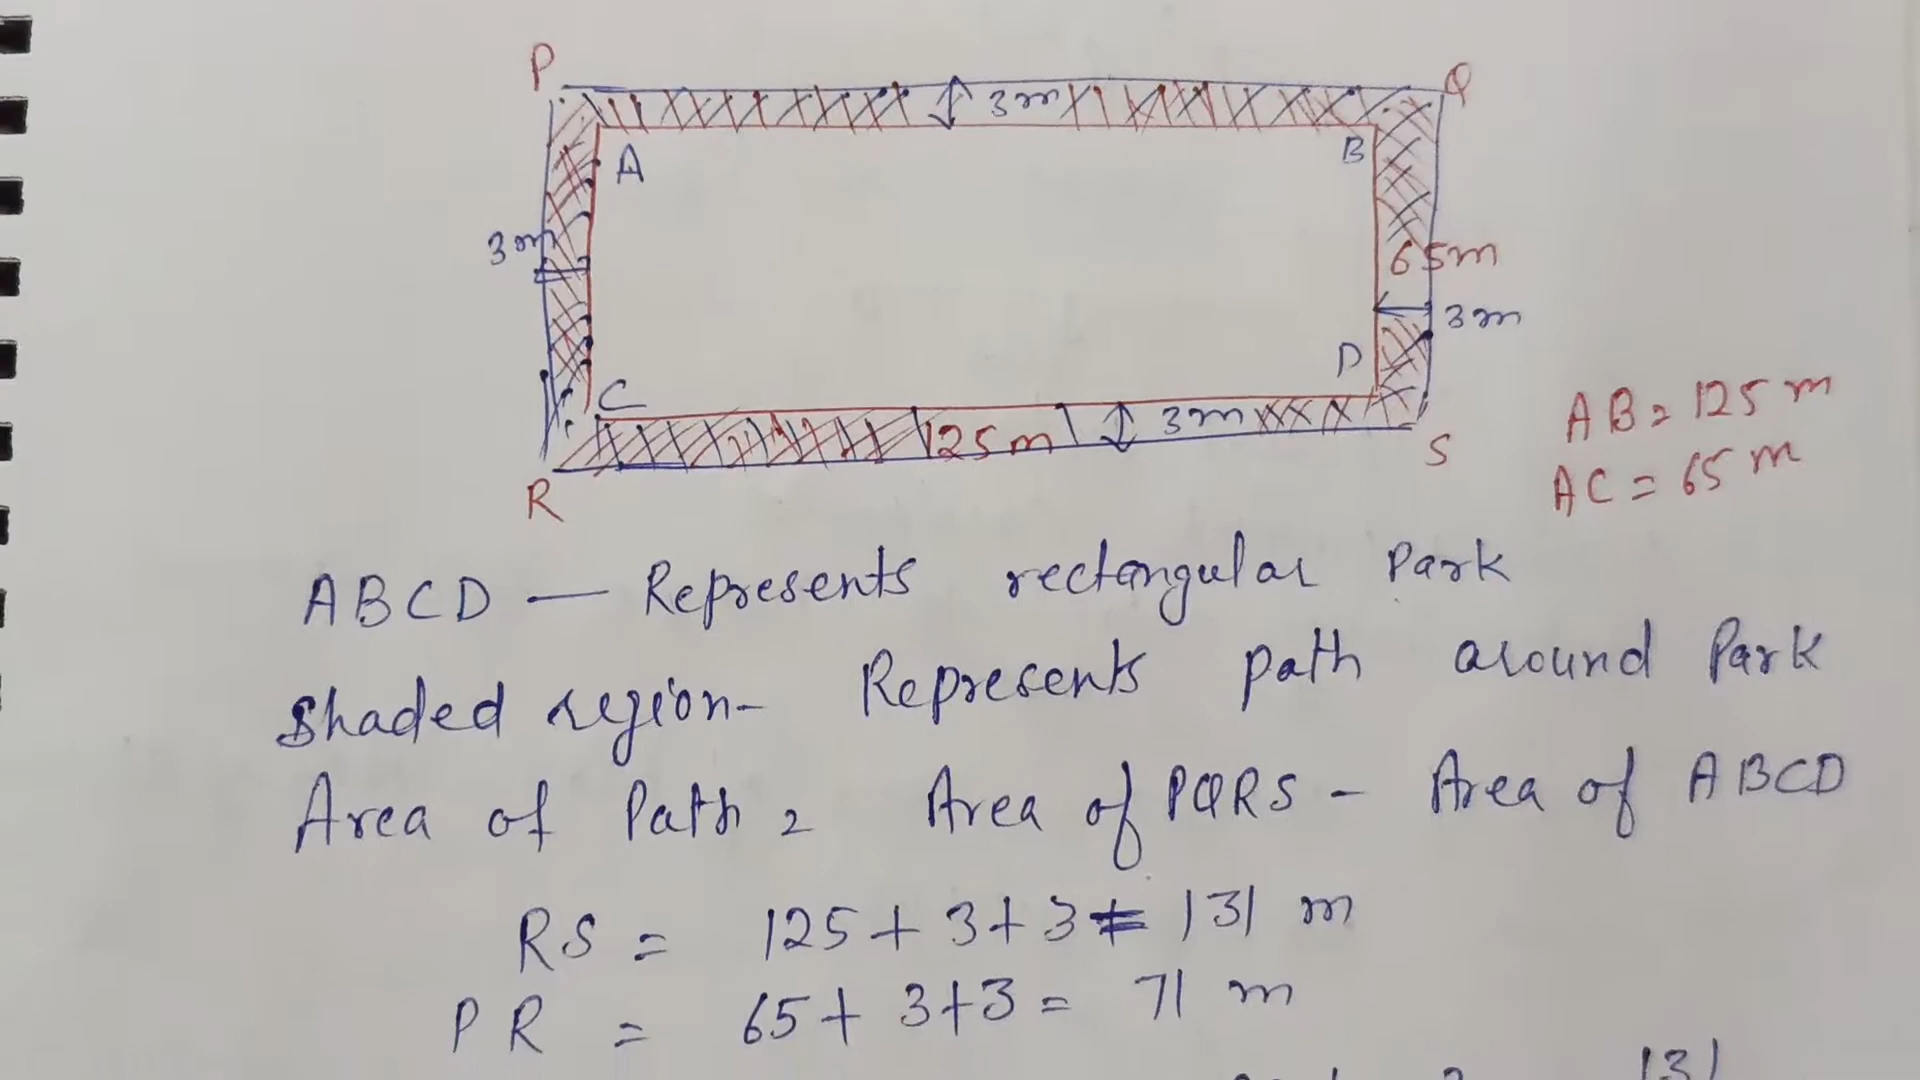 P
Q
3m
A
B
3m
65m
3m
C
D
125m
3m
R
S
AB = 125 m
AC = 65 m
ABCD — Represents rectangular Park
Shaded region - Represents path around Park
Area of Path = Area of PQRS - Area of ABCD
RS = 125 + 3 + 3 = 131 m
PR = 65 + 3 + 3 = 71 m
131